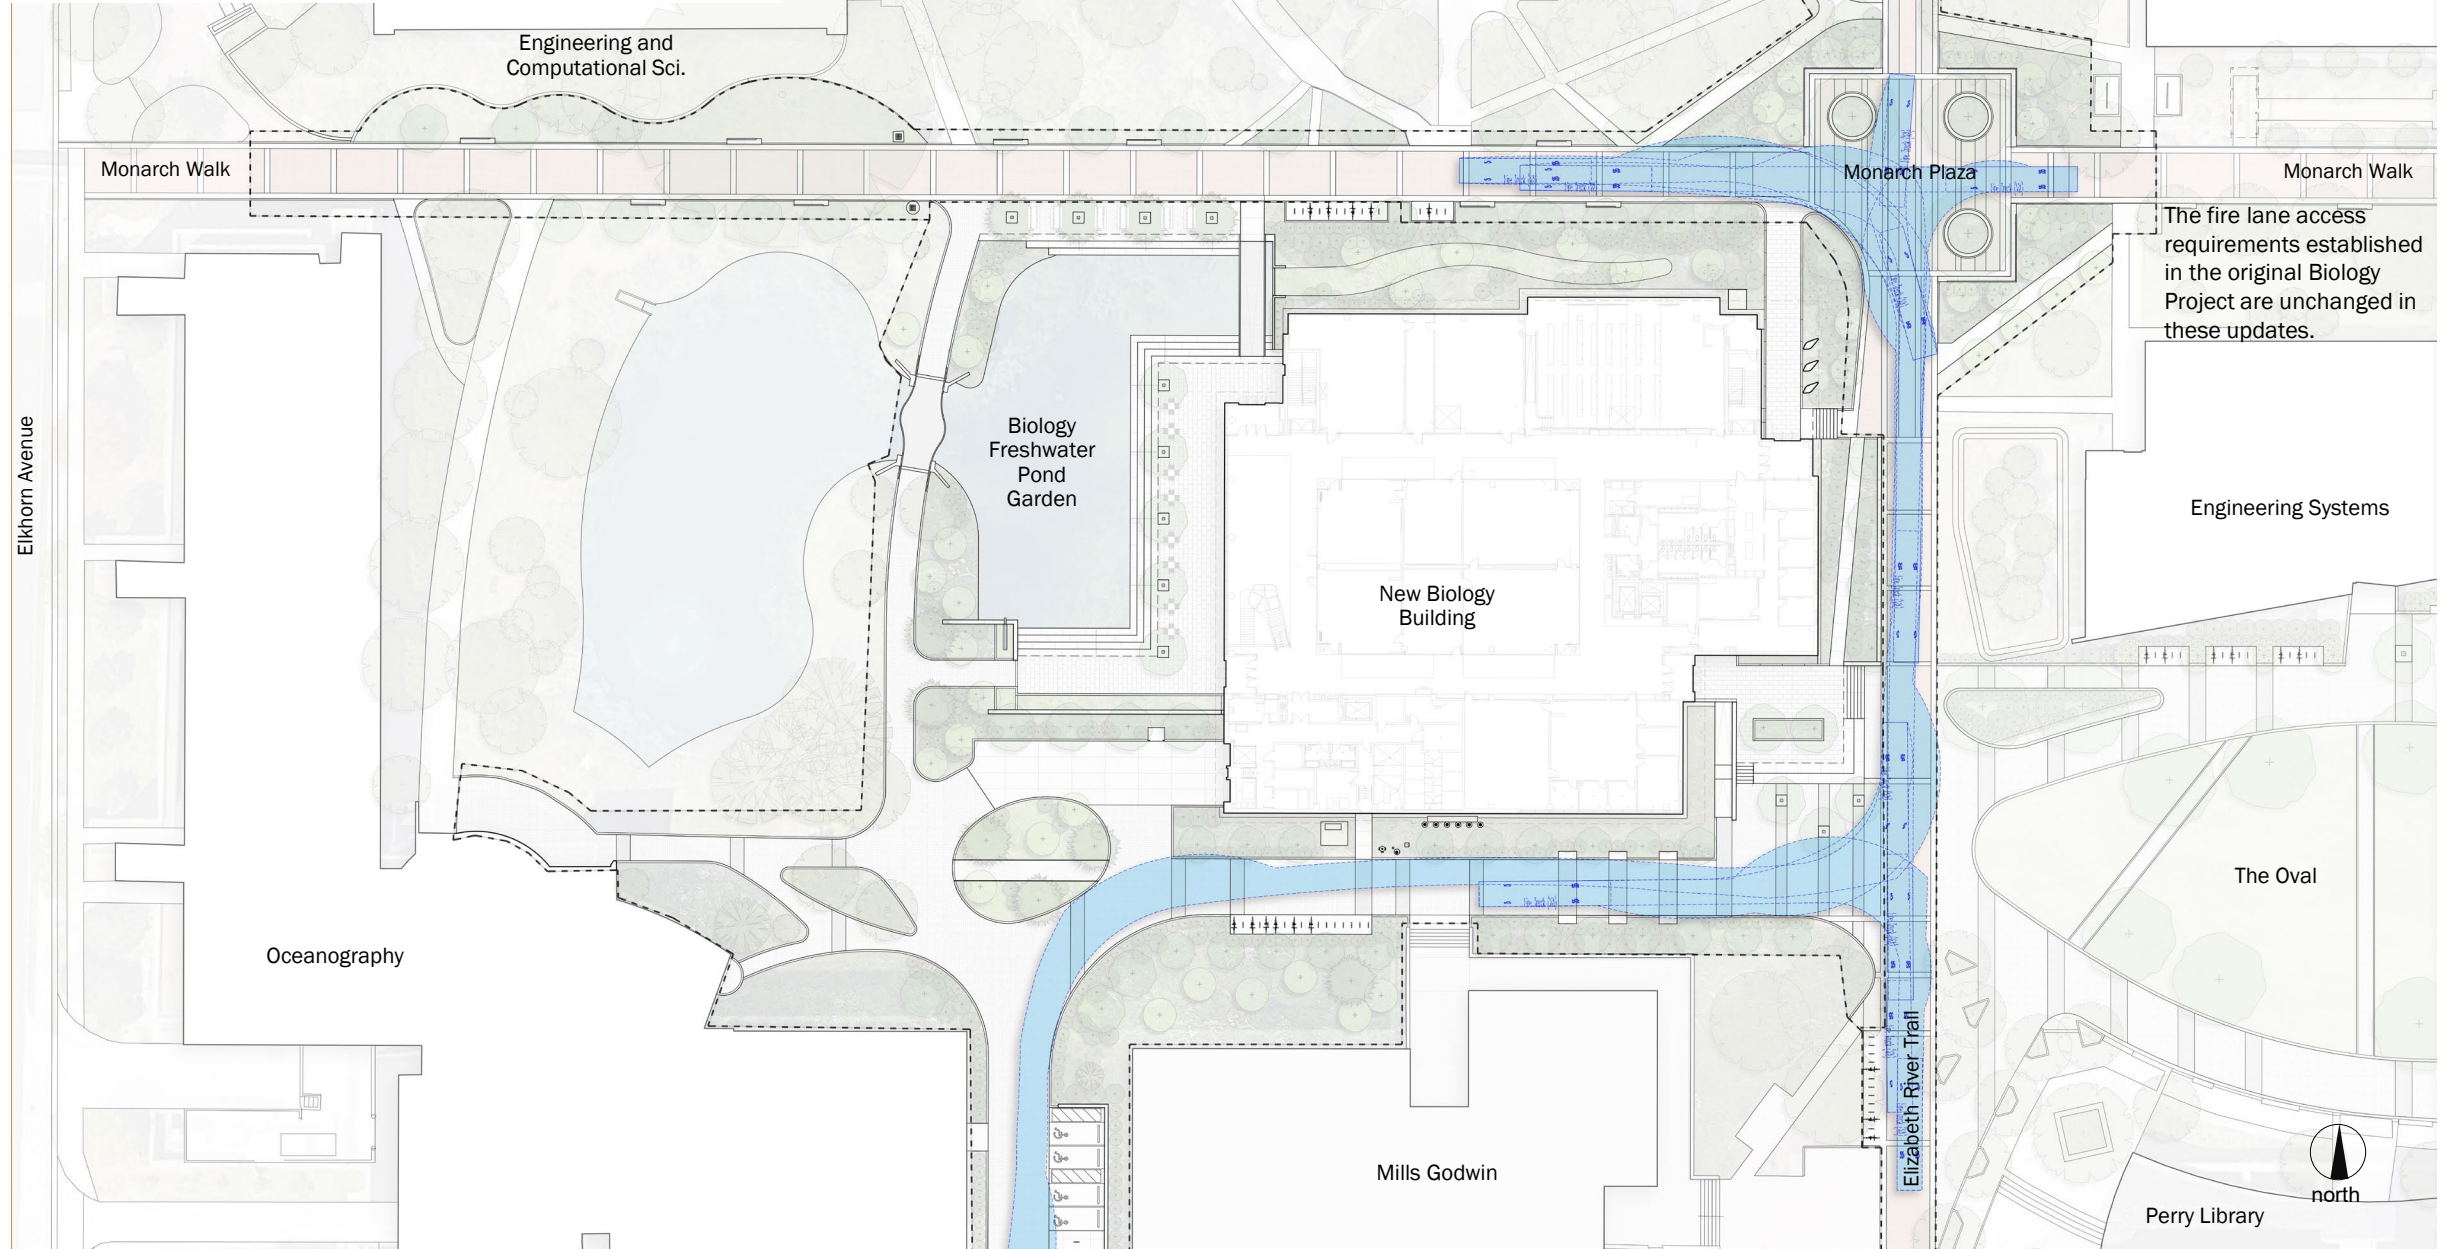 Engineering and
Computational Sci.
Monarch Walk
Monarch Plaza
Monarch Walk
The fire lane access
requirements established
in the original Biology
Project are unchanged in
these updates.
Elkhorn Avenue
Biology
Freshwater
Pond
Garden
New Biology
Building
Engineering Systems
The Oval
Oceanography
Elizabeth River Trail
Mills Godwin
north
Perry Library